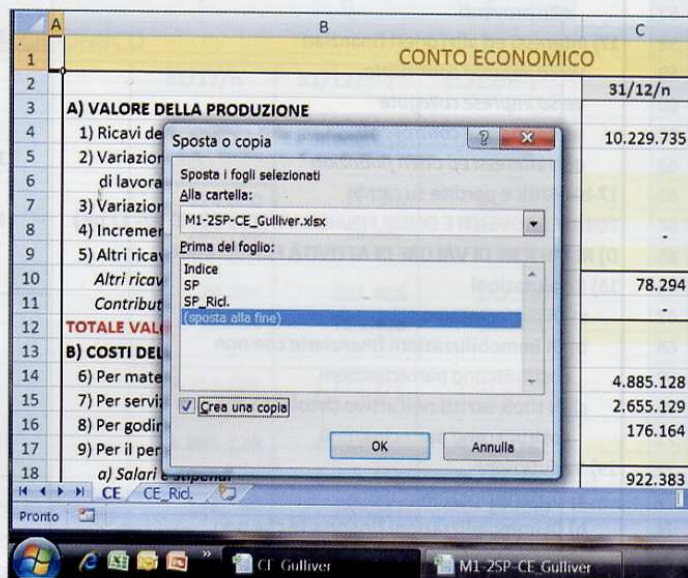 A B C
1 CONTO ECONOMICO
2 31/12/n
3 A) VALORE DELLA PRODUZIONE
4 1) Ricavi de 10.229.735
5 2) Variazion
6 di lavora
7 3) Variazion
8 4) Incremen -
9 5) Altri ricav
10 Altri ricav 78.294
11 Contribut -
12 TOTALE VALO
13 B) COSTI DEL
14 6) Per mate 4.885.128
15 7) Per serviz 2.655.129
16 8) Per godin 176.164
17 9) Per il per
18 a) Salari e stipendi 922.383
Sposta o copia
Sposta i fogli selezionati
Alla cartella:
M1-2SP-CE_Gulliver.xlsx
Prima del foglio:
Indice
SP
SP_Ricl.
(sposta alla fine)
Crea una copia
OK Annulla
CE CE_Ricl.
Pronto
CE_Gulliver M1-2SP-CE_Gulliver